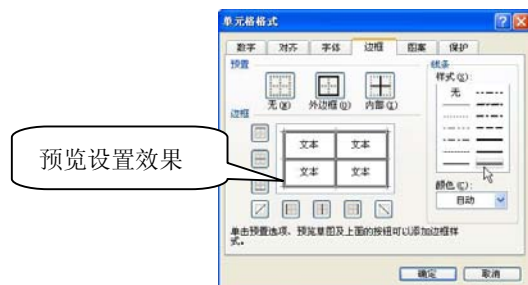 单元格格式
数字 对齐 字体 边框 图案 保护
预置
线条
样式(S):
无
无(N) 外边框(O) 内部(I)
边框
文本 文本
文本 文本
预览设置效果
颜色(C):
自动
单击预置选项、预览草图及上面的按钮可以添加边框样
式。
确定 取消